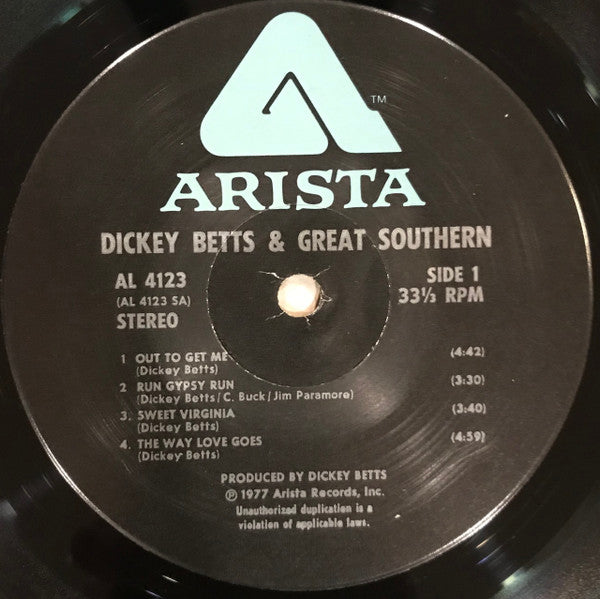 TM
ARISTA
DICKEY BETTS & GREAT SOUTHERN
AL 4123
(AL 4123 SA)
STEREO
SIDE 1
33⅓ RPM
1 OUT TO GET ME (4:42)
(Dickey Betts)
2 RUN GYPSY RUN (3:30)
(Dickey Betts/C. Buck/Jim Paramore)
3. SWEET VIRGINIA (3:40)
(Dickey Betts)
4. THE WAY LOVE GOES (4:59)
(Dickey Betts)
PRODUCED BY DICKEY BETTS
℗ 1977 Arista Records, Inc.
Unauthorized duplication is a
violation of applicable laws.